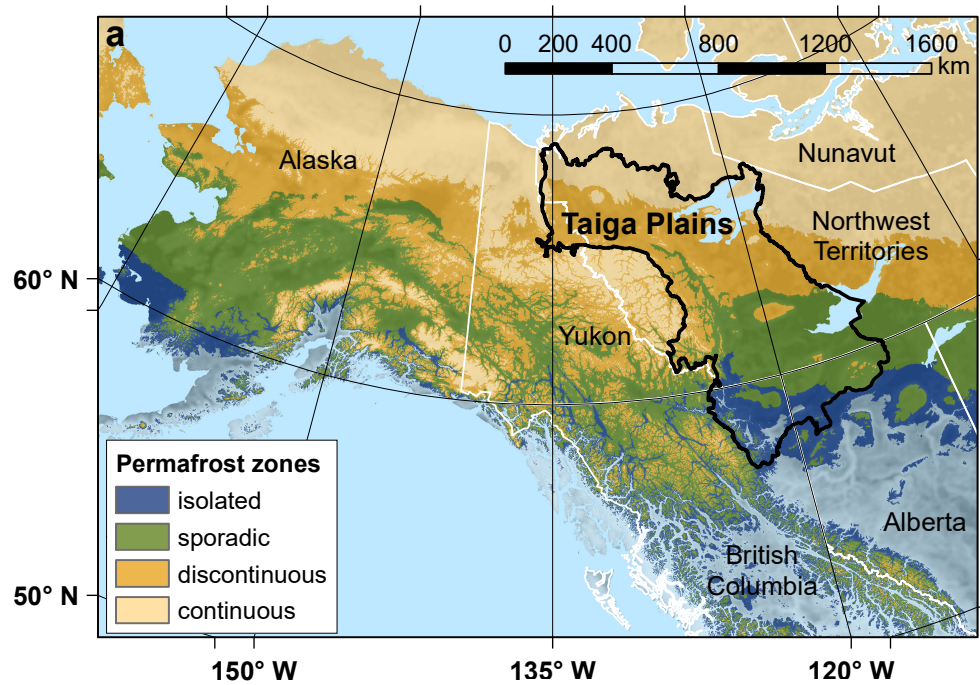 a
0 200 400 800 1200 1600
km
Alaska
Nunavut
Taiga Plains
Northwest
Territories
60° N
Yukon
Permafrost zones
isolated
sporadic
discontinuous
continuous
Alberta
British
Columbia
50° N
150° W 135° W 120° W